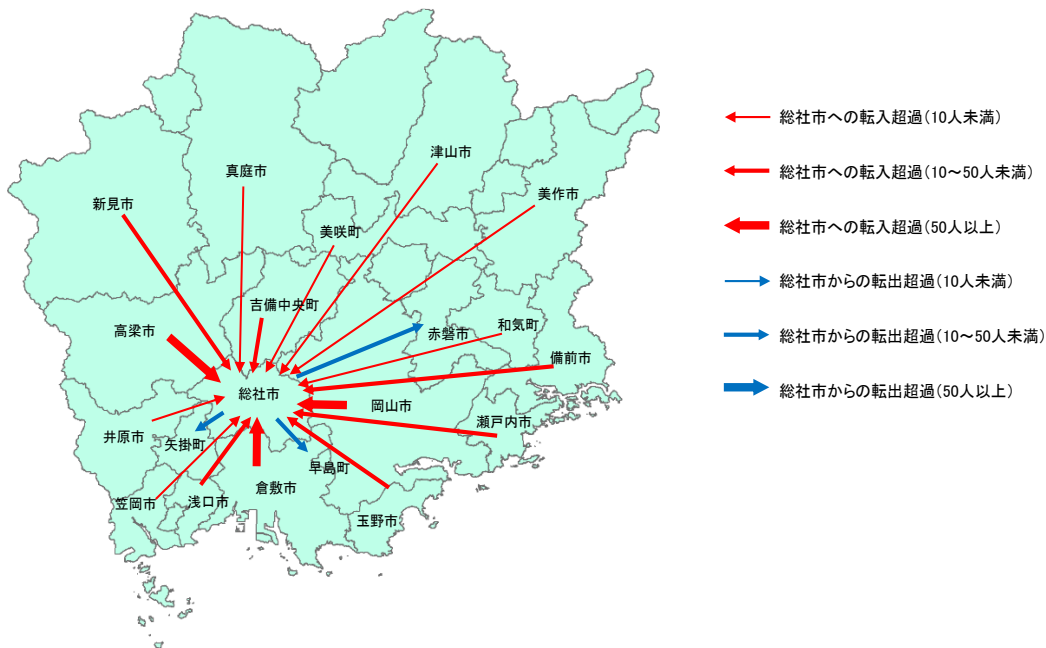 津山市
真庭市
美作市
新見市
美咲町
吉備中央町
和気町
高梁市
赤磐市
備前市
総社市
岡山市
瀬戸内市
井原市
矢掛町
早島町
倉敷市
笠岡市
浅口市
玉野市
総社市への転入超過(10人未満)
総社市への転入超過(10~50人未満)
総社市への転入超過(50人以上)
総社市からの転出超過(10人未満)
総社市からの転出超過(10~50人未満)
総社市からの転出超過(50人以上)